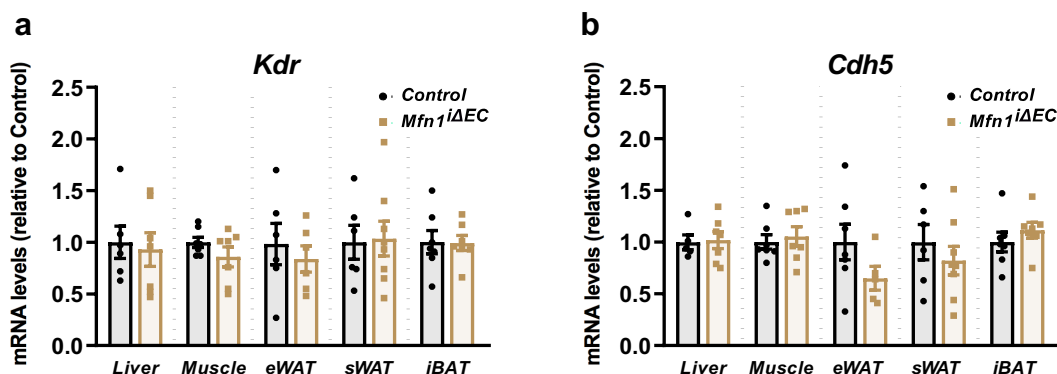 a
Kdr
mRNA levels (relative to Control)
2.5
2.0
1.5
1.0
0.5
0.0
Control
Mfn1iΔEC
Liver Muscle eWAT sWAT iBAT
b
Cdh5
mRNA levels (relative to Control)
2.5
2.0
1.5
1.0
0.5
0.0
Control
Mfn1iΔEC
Liver Muscle eWAT sWAT iBAT